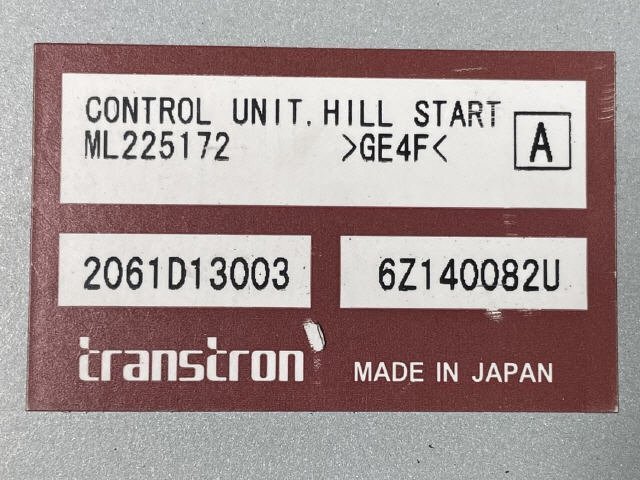 CONTROL UNIT, HILL START
ML225172 >GE4F< A
2061D13003 6Z140082U
transtron MADE IN JAPAN